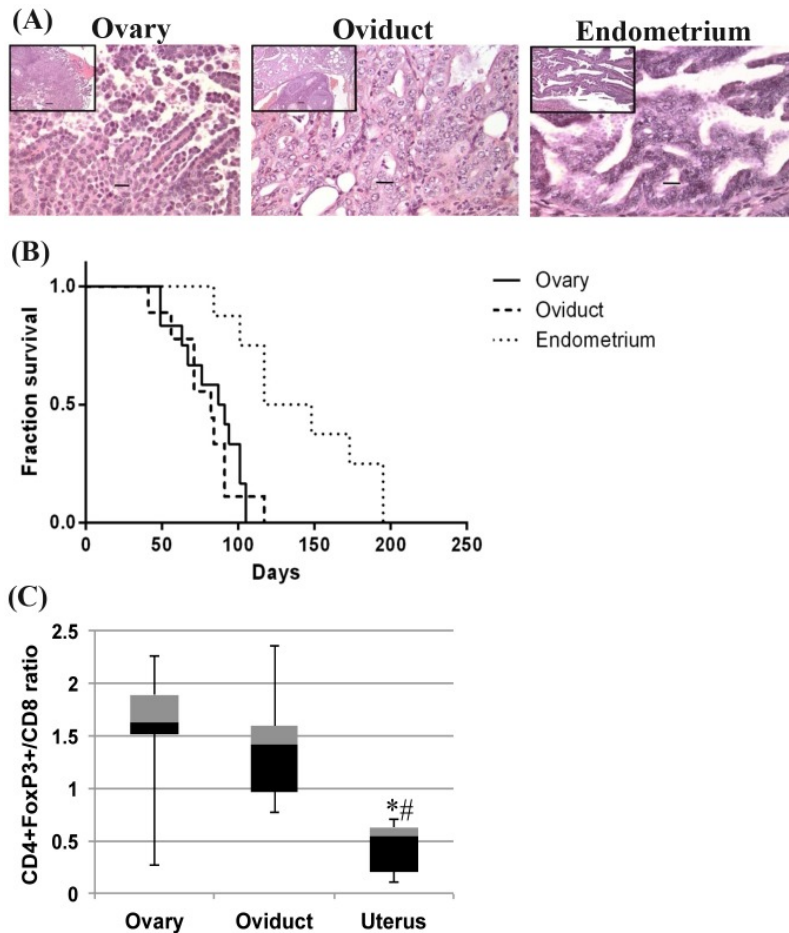 (A)
Ovary Oviduct Endometrium
(B)
Fraction survival
1.0
0.5
0.0
0 50 100 150 200 250
Days
Ovary
Oviduct
Endometrium
(C)
CD4+FoxP3+/CD8 ratio
2.5
2
1.5
1
0.5
0
*#
Ovary Oviduct Uterus